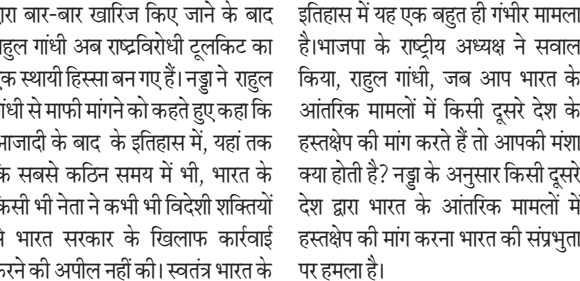 बार-बार खारिज किए जाने के बाद
गांधी अब राष्ट्रविरोधी टूलकिट का
स्थायी हिस्सा बन गए हैं। नड्डा ने राहुल
से माफी मांगने को कहते हुए कहा कि
के बाद के इतिहास में, यहां तक
सबसे कठिन समय में भी, भारत के
भी नेता ने कभी भी विदेशी शक्तियों
भारत सरकार के खिलाफ कार्रवाई
की अपील नहीं की। स्वतंत्र भारत के
इतिहास में यह एक बहुत ही गंभीर मामला
है।भाजपा के राष्ट्रीय अध्यक्ष ने सवाल
किया, राहुल गांधी, जब आप भारत के
आंतरिक मामलों में किसी दूसरे देश के
हस्तक्षेप की मांग करते हैं तो आपकी मंशा
क्या होती है? नड्डा के अनुसार किसी दूसरे
देश द्वारा भारत के आंतरिक मामलों में
हस्तक्षेप की मांग करना भारत की संप्रभुता
पर हमला है।